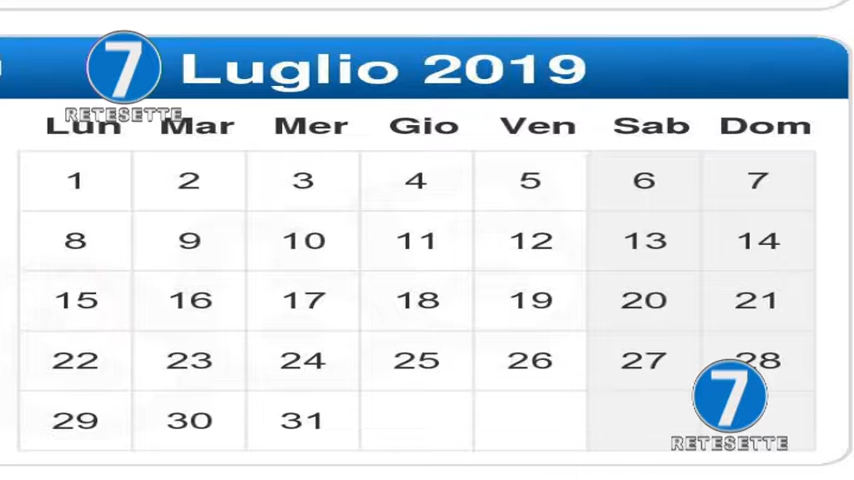 7 Luglio 2019
RETESETTE
Lun Mar Mer Gio Ven Sab Dom
1 2 3 4 5 6 7
8 9 10 11 12 13 14
15 16 17 18 19 20 21
22 23 24 25 26 27 28
29 30 31
7
RETESETTE